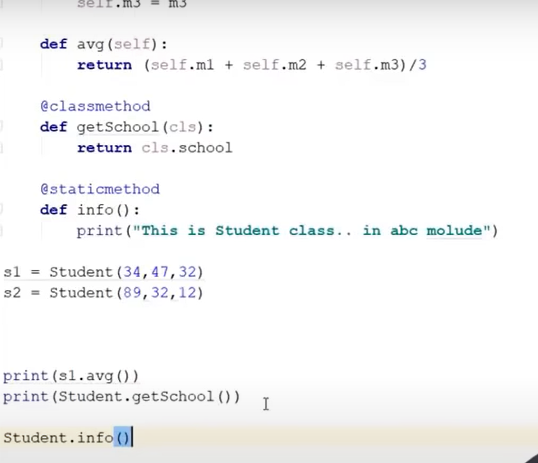 self.m3 = m3
def avg(self):
return (self.m1 + self.m2 + self.m3)/3
@classmethod
def getSchool(cls):
return cls.school
@staticmethod
def info():
print("This is Student class.. in abc molude")
s1 = Student(34,47,32)
s2 = Student(89,32,12)
print(s1.avg())
print(Student.getSchool())
Student.info()